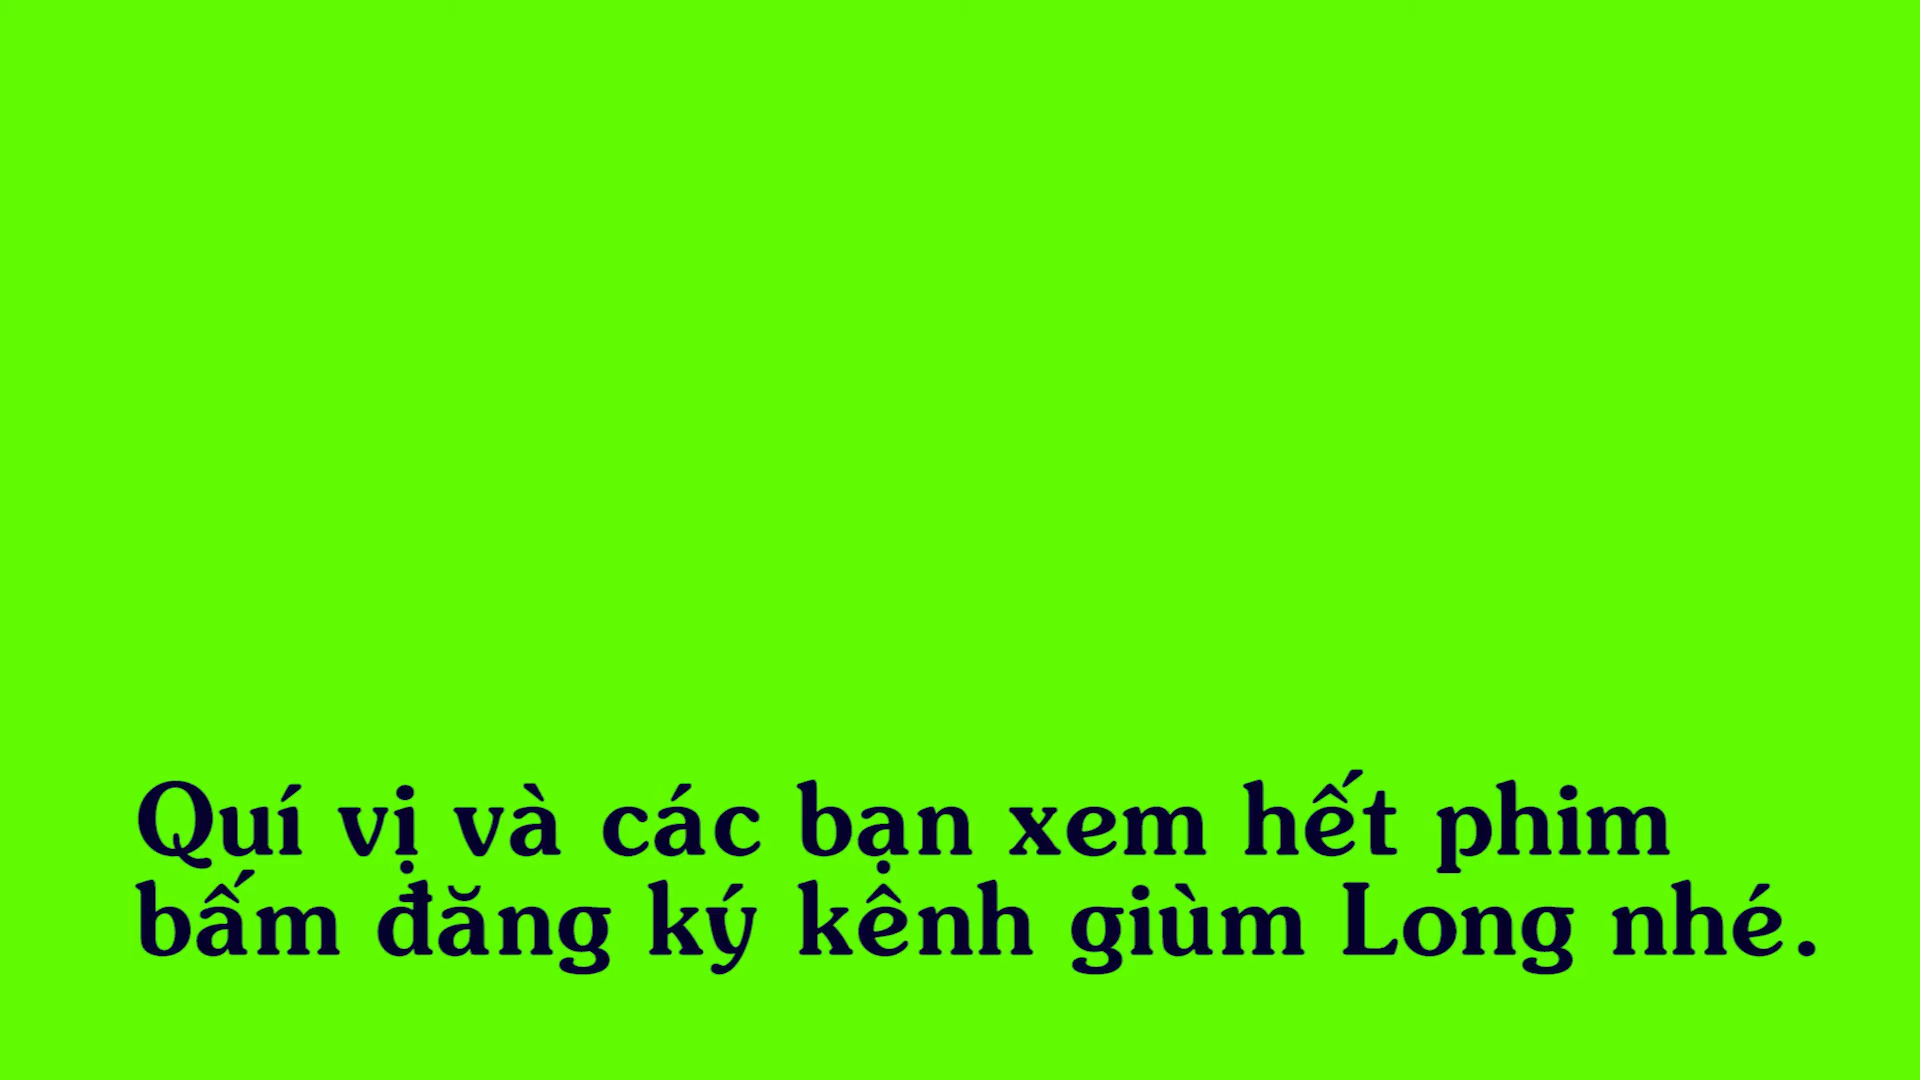 Quí vị và các bạn xem hết phim
bấm đăng ký kênh giùm Long nhé.